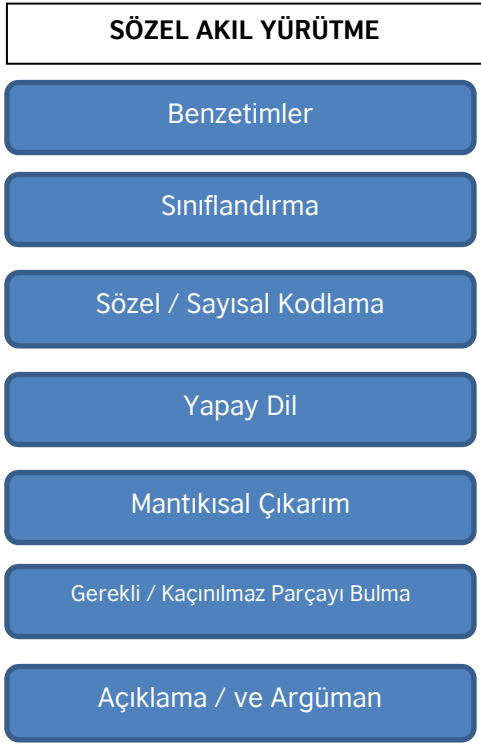 SÖZEL AKIL YÜRÜTME
Benzetimler
Sınıflandırma
Sözel / Sayısal Kodlama
Yapay Dil
Mantıkısal Çıkarım
Gerekli / Kaçınılmaz Parçayı Bulma
Açıklama / ve Argüman